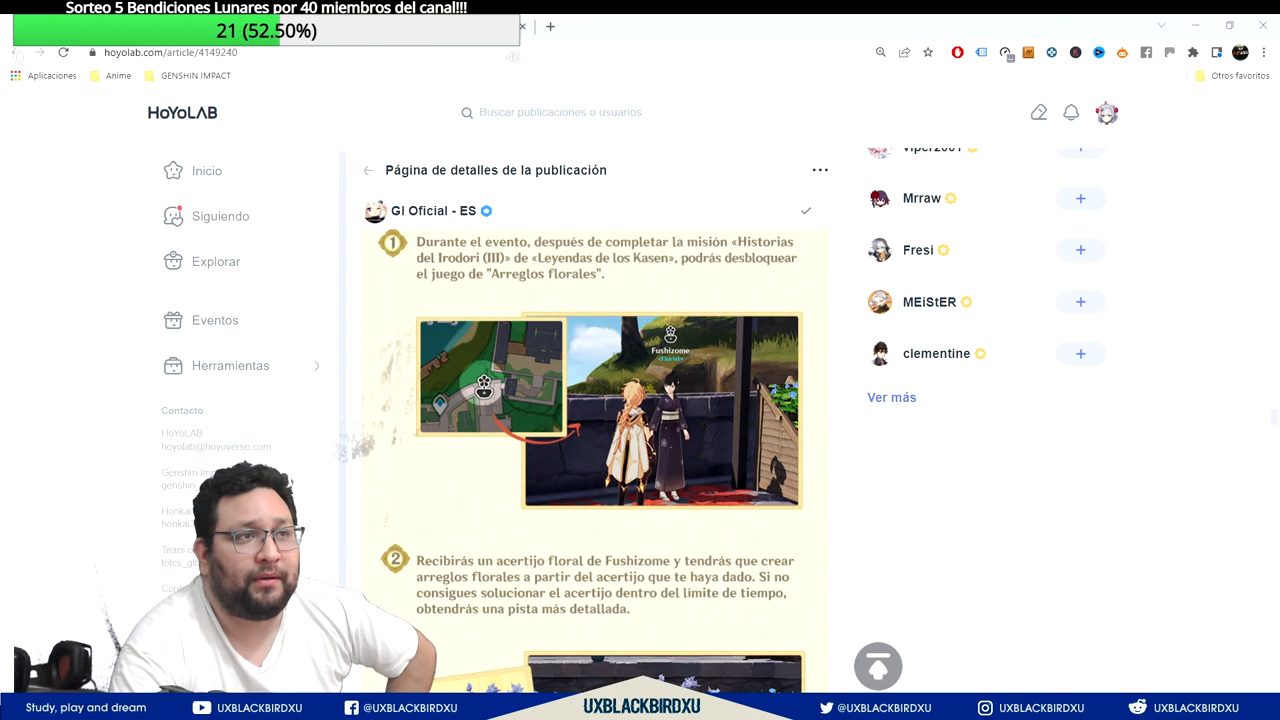 Sorteo 5 Bendiciones Lunares por 40 miembros del canal!!!
21 (52.50%)
40
hoyolab.com/article/4149240
Aplicaciones
Anime
GENSHIN IMPACT
Otros favoritos
HoYoLAB
Buscar publicaciones o usuarios
Inicio
Siguiendo
Explorar
Eventos
Herramientas
Contacto
HoYoLAB
hoyolab@hoyoverse.com
Página de detalles de la publicación
GI Oficial - ES
1
Durante el evento, después de completar la misión «Historias
del Irodori (III)» de «Leyendas de los Kasen», podrás desbloquear
el juego de "Arreglos florales".
Fushizome
<Florist>
2
Recibirás un acertijo floral de Fushizome y tendrás que crear
arreglos florales a partir del acertijo que te haya dado. Si no
consigues solucionar el acertijo dentro del límite de tiempo,
obtendrás una pista más detallada.
viper2001
Mrraw
Fresi
MEiStER
clementine
Ver más
Study, play and dream
UXBLACKBIRDXU
@UXBLACKBIRDXU
UXBLACKBIRDXU
@UXBLACKBIRDXU
UXBLACKBIRDXU
UXBLACKBIRDXU